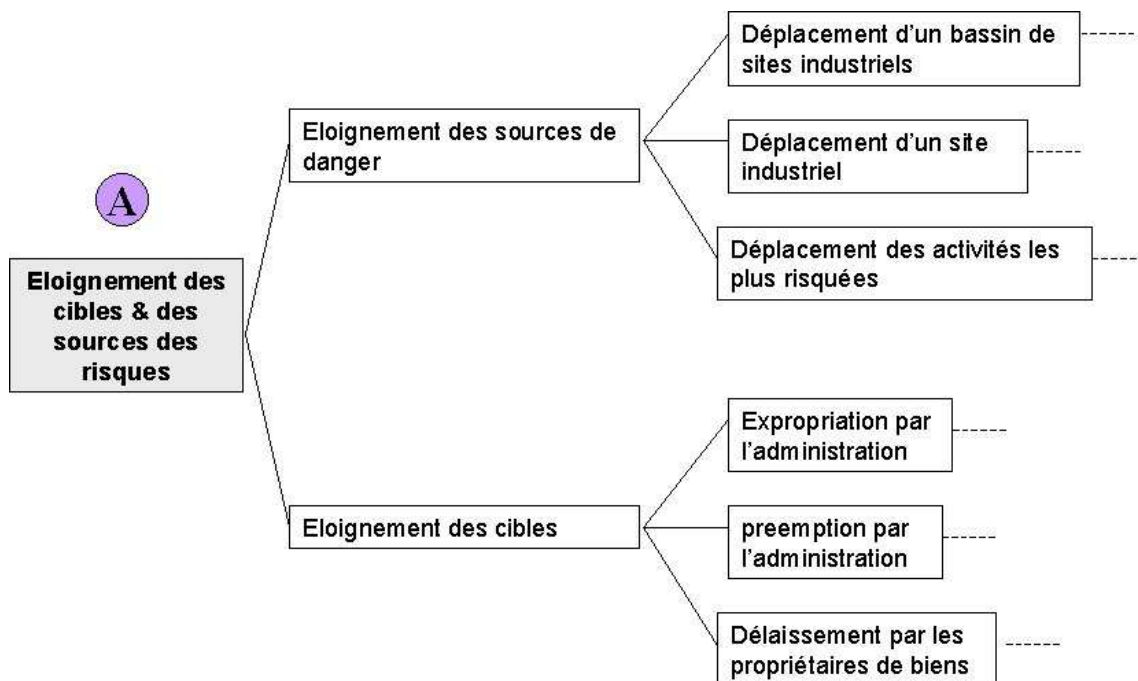 A
Eloignement des
cibles & des
sources des
risques
Eloignement des sources de
danger
Déplacement d'un bassin de
sites industriels
Déplacement d'un site
industriel
Déplacement des activités les
plus risquées
Eloignement des cibles
Expropriation par
l'administration
preemption par
l'administration
Délaissement par les
propriétaires de biens